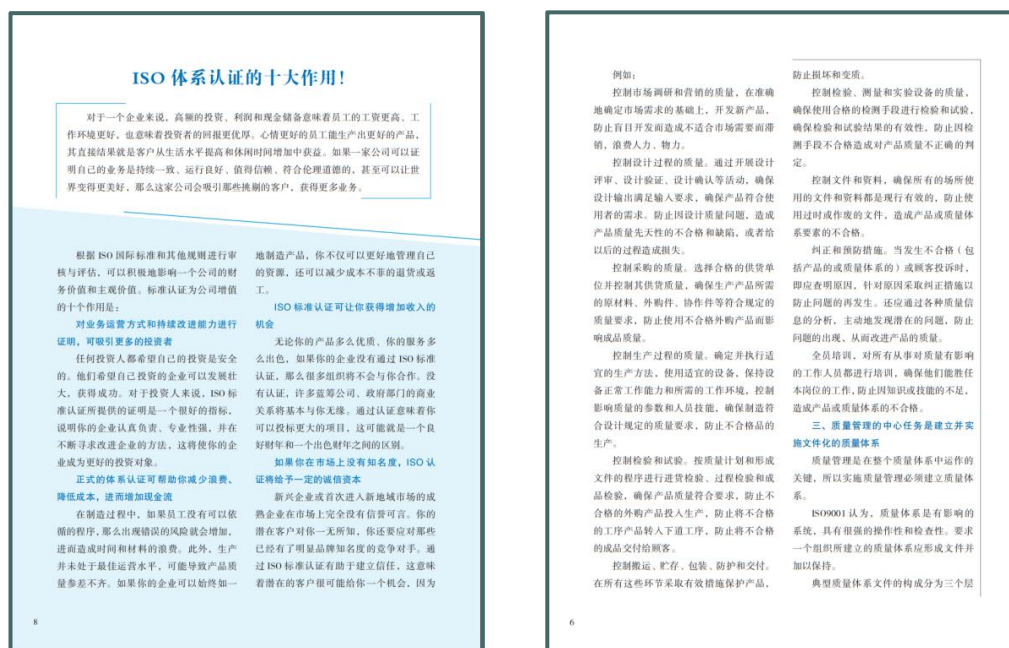 ISO 体系认证的十大作用！
对于一个企业来说，高额的投资、利润和现金储备意味着员工的工资更高、工
作环境更好，也意味着投资者的回报更优厚。心情更好的员工能生产出更好的产品，
其直接结果就是客户从生活水平提高和休闲时间增加中获益。如果一家公司可以证
明自己的业务是持续一致、运行良好、值得信赖、符合伦理道德的，甚至可以让世
界变得更美好，那么这家公司会吸引那些挑剔的客户，获得更多业务。
根据 ISO 国际标准和其他规则进行审
核与评估，可以积极地影响一个公司的财
务价值和主观价值。标准认证为公司增值
的十个作用是：
对业务运营方式和持续改进能力进行
证明，可吸引更多的投资者
任何投资人都希望自己的投资是安全
的。他们希望自己投资的企业可以发展壮
大，获得成功。对于投资人来说，ISO 标
准认证所提供的证明是一个很好的指标，
说明你的企业认真负责、专业性强，并在
不断寻求改进企业的方法，这将使你的企
业成为更好的投资对象。
正式的体系认证可帮助你减少浪费、
降低成本，进而增加现金流
在制造过程中，如果员工没有可以依
循的程序，那么出现错误的风险就会增加，
进而造成时间和材料的浪费。此外，生产
并未处于最佳运营水平，可能导致产品质
量参差不齐。如果你的企业可以始终如一
地制造产品，你不仅可以更好地管理自己
的资源，还可以减少成本不菲的退货或返
工。
ISO 标准认证可让你获得增加收入的
机会
无论你的产品多么优质、你的服务多
么出色，如果你的企业没有通过 ISO 标准
认证，那么很多组织将不会与你合作。没
有认证，许多蓝筹公司、政府部门的商业
关系将基本与你无缘。通过认证意味着你
可以投标更大的项目，这可能就是一个良
好财年和一个出色财年之间的区别。
如果你在市场上没有知名度，ISO 认
证将给予一定的诚信资本
新兴企业或首次进入新地域市场的成
熟企业在市场上完全没有信誉可言。你的
潜在客户对你一无所知，你还要应对那些
已经有了明显品牌知名度的竞争对手。通
过 ISO 标准认证有助于建立信任，这意味
着潜在的客户很可能给你一个机会，因为
8
例如：
控制市场调研和营销的质量，在准确
地确定市场需求的基础上，开发新产品，
防止盲目开发而造成不适合市场需要而滞
销，浪费人力、物力。
控制设计过程的质量。通过开展设计
评审、设计验证、设计确认等活动，确保
设计输出满足输入要求，确保产品符合使
用者的需求。防止因设计质量问题，造成
产品质量先天性的不合格和缺陷，或者给
以后的过程造成损失。
控制采购的质量。选择合格的供货单
位并控制其供货质量，确保生产产品所需
的原材料、外购件、协作件等符合规定的
质量要求，防止使用不合格外购产品而影
响成品质量。
控制生产过程的质量。确定并执行适
宜的生产方法，使用适宜的设备，保持设
备正常工作能力和所需的工作环境，控制
影响质量的参数和人员技能，确保制造符
合设计规定的质量要求，防止不合格品的
生产。
控制检验和试验。按质量计划和形成
文件的程序进行进货检验、过程检验和成
品检验，确保产品质量符合要求，防止不
合格的外购产品投入生产，防止将不合格
的工序产品转入下道工序，防止将不合格
的成品交付给顾客。
控制搬运、贮存、包装、防护和交付。
在所有这些环节采取有效措施保护产品，
防止损坏和变质。
控制检验、测量和实验设备的质量，
确保使用合格的检测手段进行检验和试验，
确保检验和试验结果的有效性，防止因检
测手段不合格造成对产品质量不正确的判
定。
控制文件和资料，确保所有的场所使
用的文件和资料都是现行有效的，防止使
用过时或作废的文件，造成产品或质量体
系要素的不合格。
纠正和预防措施。当发生不合格（包
括产品的或质量体系的）或顾客投诉时，
即应查明原因，针对原因采取纠正措施以
防止问题的再发生。还应通过各种质量信
息的分析，主动地发现潜在的问题，防止
问题的出现，从而改进产品的质量。
全员培训，对所有从事对质量有影响
的工作人员都进行培训，确保他们能胜任
本岗位的工作，防止因知识或技能的不足，
造成产品或质量体系的不合格。
三、质量管理的中心任务是建立并实
施文件化的质量体系
质量管理是在整个质量体系中运作的
关键，所以实施质量管理必须建立质量体
系。
ISO9001 认为，质量体系是有影响的
系统，具有很强的操作性和检查性。要求
一个组织所建立的质量体系应形成文件并
加以保持。
典型质量体系文件的构成分为三个层
6